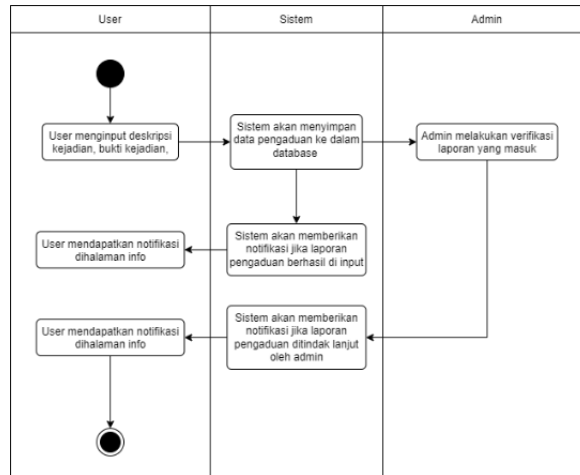 User
Sistem
Admin
User menginput deskripsi
kejadian, bukti kejadian,
Sistem akan menyimpan
data pengaduan ke dalam
database
Admin melakukan verifikasi
laporan yang masuk
User mendapatkan notifikasi
dihalaman info
Sistem akan memberikan
notifikasi jika laporan
pengaduan berhasil di input
User mendapatkan notifikasi
dihalaman info
Sistem akan memberikan
notifikasi jika laporan
pengaduan ditindak lanjut
oleh admin